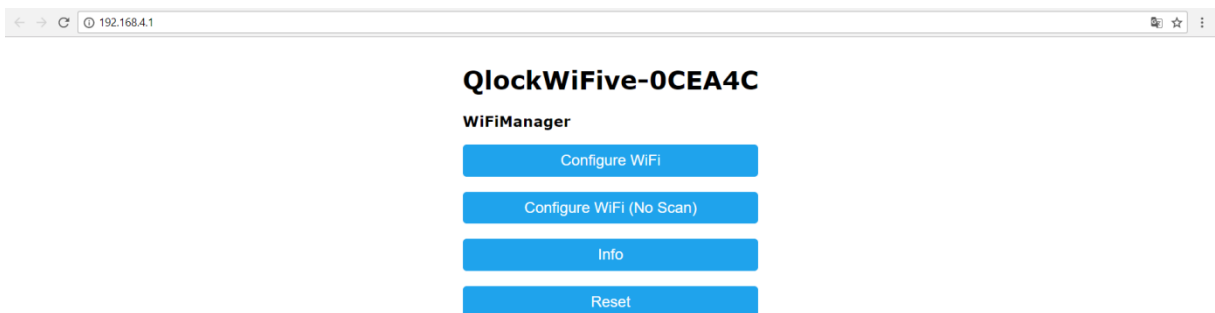 192.168.4.1
QlockWiFive-0CEA4C
WiFiManager
Configure WiFi
Configure WiFi (No Scan)
Info
Reset